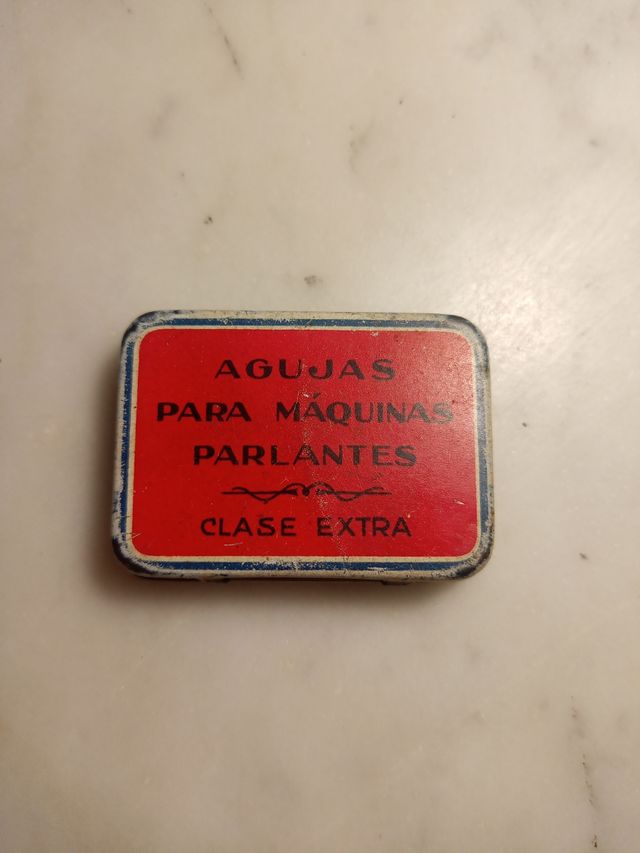 AGUJAS
PARA MÁQUINAS
PARLANTES
CLASE EXTRA